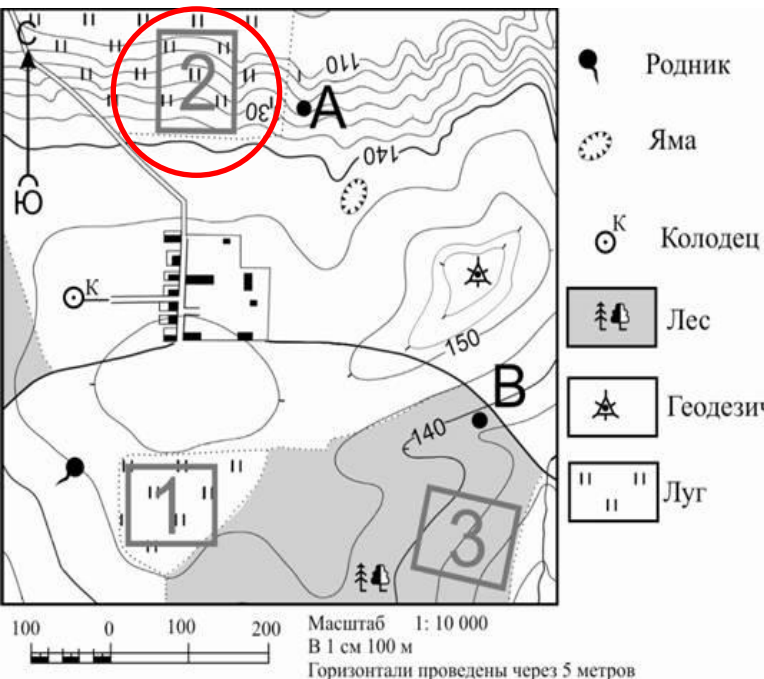 С
2
110
30
А
140
Ю
К
150
В
140
1
3
Родник
Яма
К
Колодец
Лес
Геодезич
Луг
100 0 100 200
Масштаб 1: 10 000
В 1 см 100 м
Горизонтали проведены через 5 метров